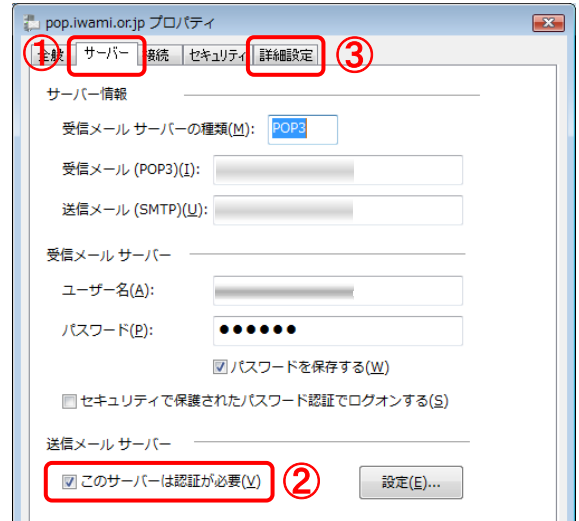 pop.iwami.or.jp プロパティ
① ③
全般 サーバー 接続 セキュリティ 詳細設定
サーバー情報
受信メール サーバーの種類(M): POP3
受信メール (POP3)(I):
送信メール (SMTP)(U):
受信メール サーバー
ユーザー名(A):
パスワード(P): ●●●●●●
パスワードを保存する(W)
セキュリティで保護されたパスワード認証でログオンする(S)
送信メール サーバー
このサーバーは認証が必要(V) ② 設定(E)...